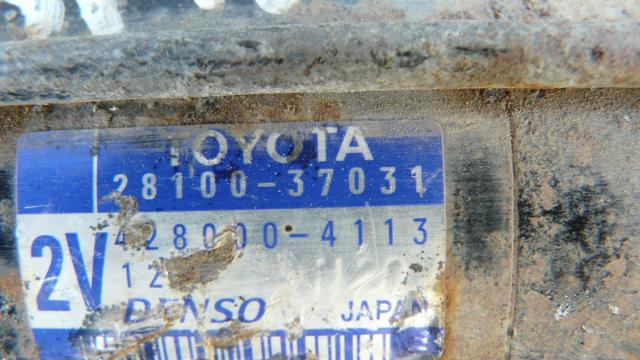 TOYOTA
28100-37031
2V
428000-4113
12
DENSO
JAPAN